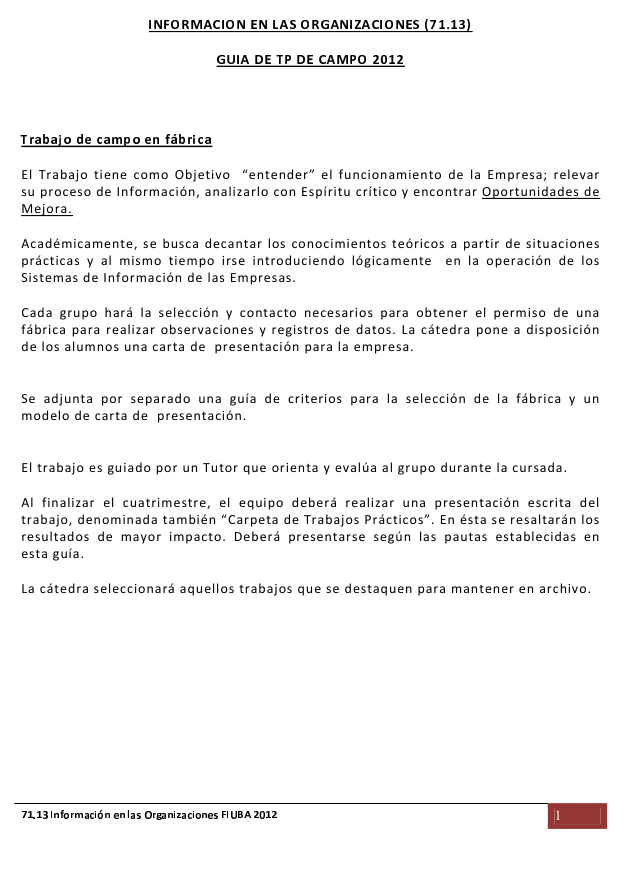 INFORMACION EN LAS ORGANIZACIONES (71.13)
GUIA DE TP DE CAMPO 2012
Trabajo de campo en fábrica
El Trabajo tiene como Objetivo “entender” el funcionamiento de la Empresa; relevar
su proceso de Información, analizarlo con Espíritu crítico y encontrar Oportunidades de
Mejora.
Académicamente, se busca decantar los conocimientos teóricos a partir de situaciones
prácticas y al mismo tiempo irse introduciendo lógicamente en la operación de los
Sistemas de Información de las Empresas.
Cada grupo hará la selección y contacto necesarios para obtener el permiso de una
fábrica para realizar observaciones y registros de datos. La cátedra pone a disposición
de los alumnos una carta de presentación para la empresa.
Se adjunta por separado una guía de criterios para la selección de la fábrica y un
modelo de carta de presentación.
El trabajo es guiado por un Tutor que orienta y evalúa al grupo durante la cursada.
Al finalizar el cuatrimestre, el equipo deberá realizar una presentación escrita del
trabajo, denominada también “Carpeta de Trabajos Prácticos”. En ésta se resaltarán los
resultados de mayor impacto. Deberá presentarse según las pautas establecidas en
esta guía.
La cátedra seleccionará aquellos trabajos que se destaquen para mantener en archivo.
71.13 Información en las Organizaciones FIUBA 2012
1